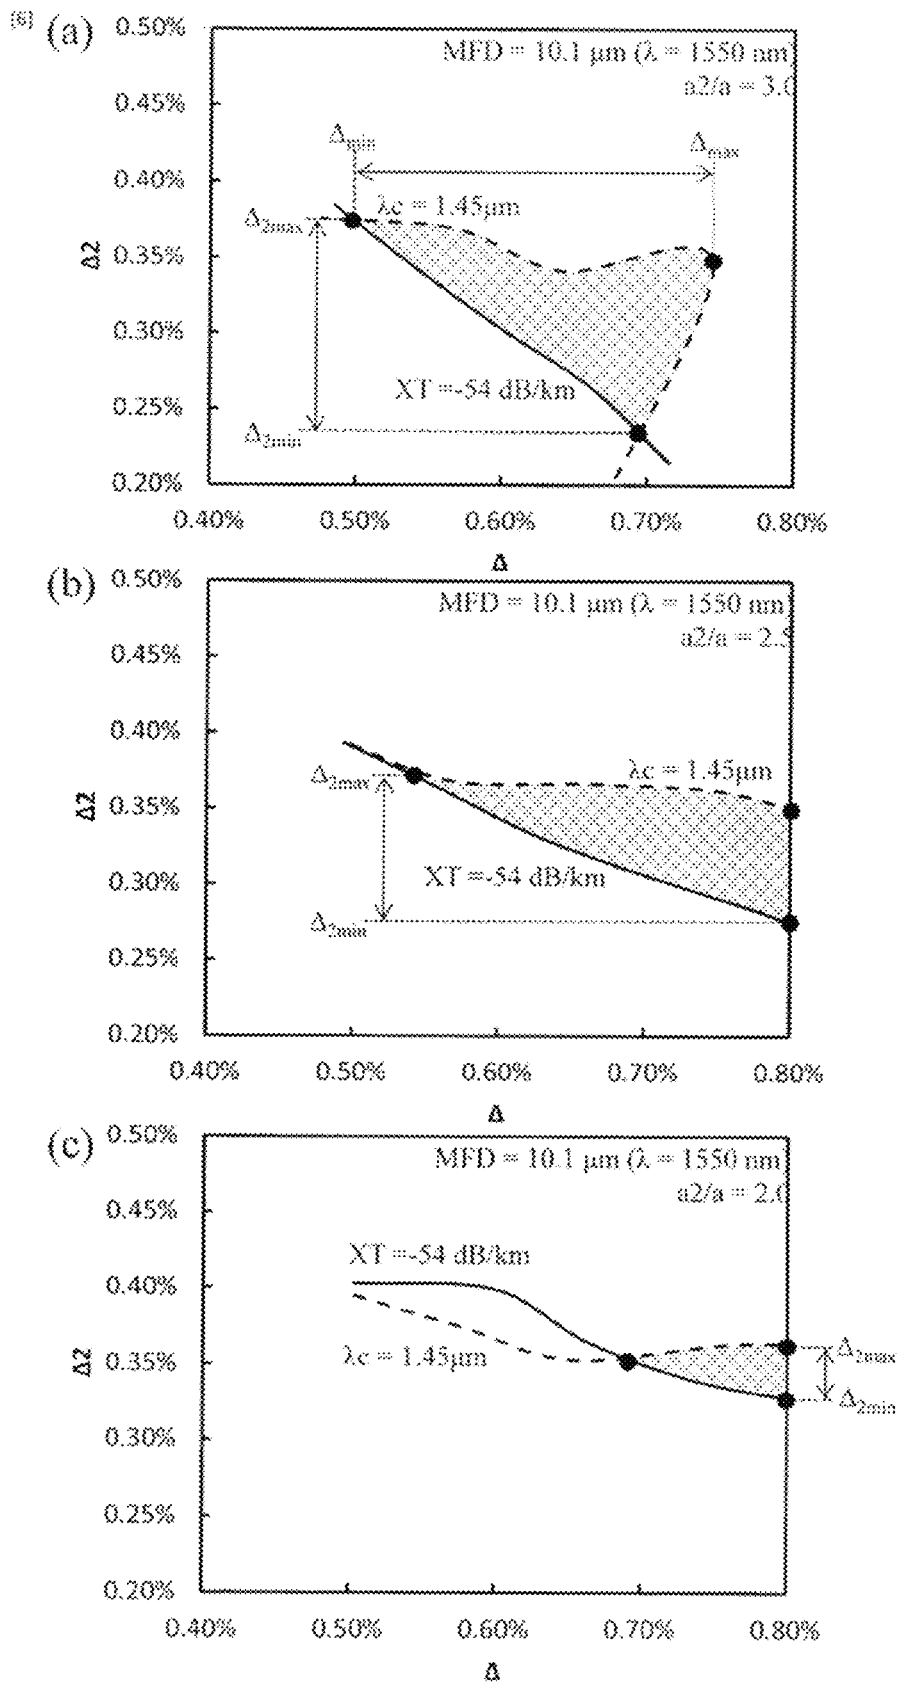 [6]
(a)
0.50%
MFD = 10.1 μm (λ = 1550 nm)
a2/a = 3.0
0.45%
Δmin
Δmax
0.40%
λc = 1.45μm
Δ2max
0.35%
Δ2
0.30%
XT =-54 dB/km
0.25%
Δ2min
0.20%
0.40% 0.50% 0.60% 0.70% 0.80%
Δ
(b)
0.50%
MFD = 10.1 μm (λ = 1550 nm)
a2/a = 2.5
0.45%
0.40%
Δ2max
λc = 1.45μm
0.35%
Δ2
0.30%
XT =-54 dB/km
Δ2min
0.25%
0.20%
0.40% 0.50% 0.60% 0.70% 0.80%
Δ
(c)
0.50%
MFD = 10.1 μm (λ = 1550 nm)
a2/a = 2.0
0.45%
XT =-54 dB/km
0.40%
λc = 1.45μm
Δ2max
0.35%
Δ2
Δ2min
0.30%
0.25%
0.20%
0.40% 0.50% 0.60% 0.70% 0.80%
Δ